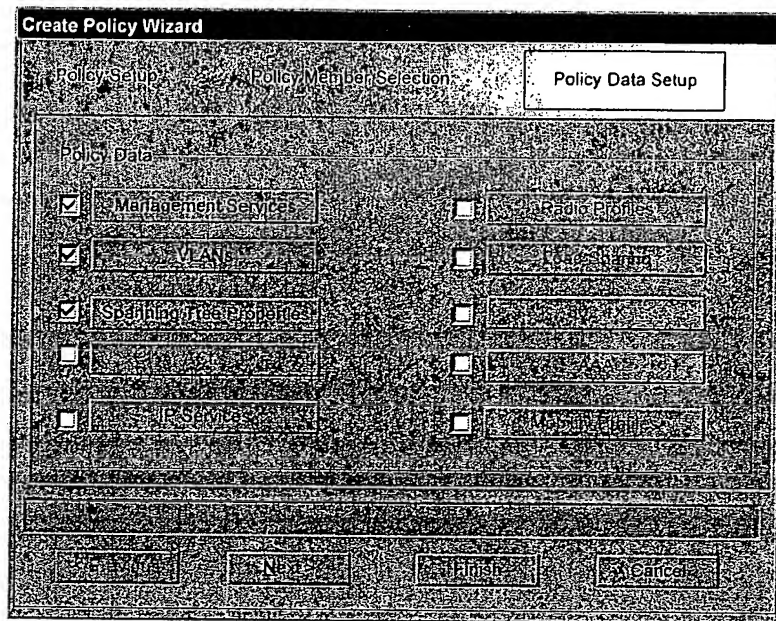 Create Policy Wizard
Policy Setup
Policy Member Selection
Policy Data Setup
Policy Data
Management Services
Radio Profiles
VLANs
Load Sharing
Spanning Tree Properties
IP Services
Next
Finish
Cancel